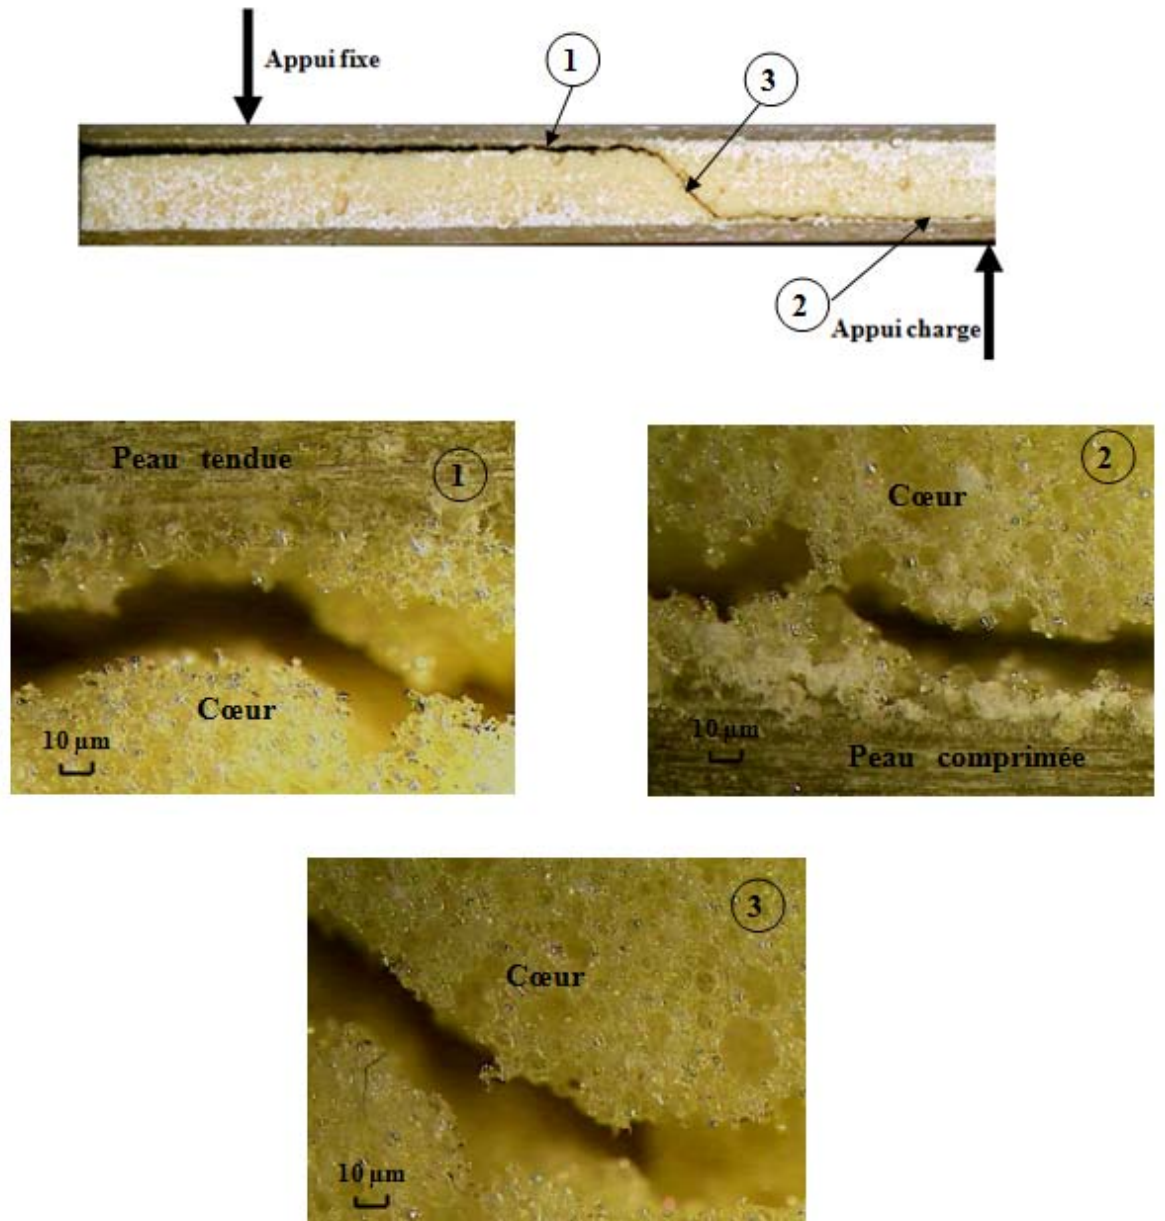 Appui fixe
1
3
2
Appui charge
Peau tendue
1
Cœur
10 µm
2
Cœur
Peau comprimée
10 µm
3
Cœur
10 µm